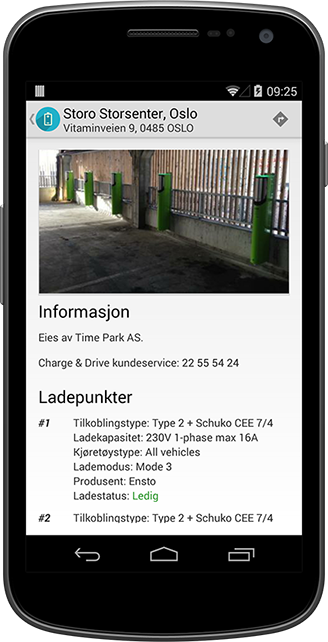 09:25
Storo Storsenter, Oslo
Vitaminveien 9, 0485 OSLO
Informasjon
Eies av Time Park AS.
Charge & Drive kundeservice: 22 55 54 24
Ladepunkter
#1 Tilkoblingstype: Type 2 + Schuko CEE 7/4
Ladekapasitet: 230V 1-phase max 16A
Kjøretøystype: All vehicles
Lademodus: Mode 3
Produsent: Ensto
Ladestatus: Ledig
#2 Tilkoblingstype: Type 2 + Schuko CEE 7/4